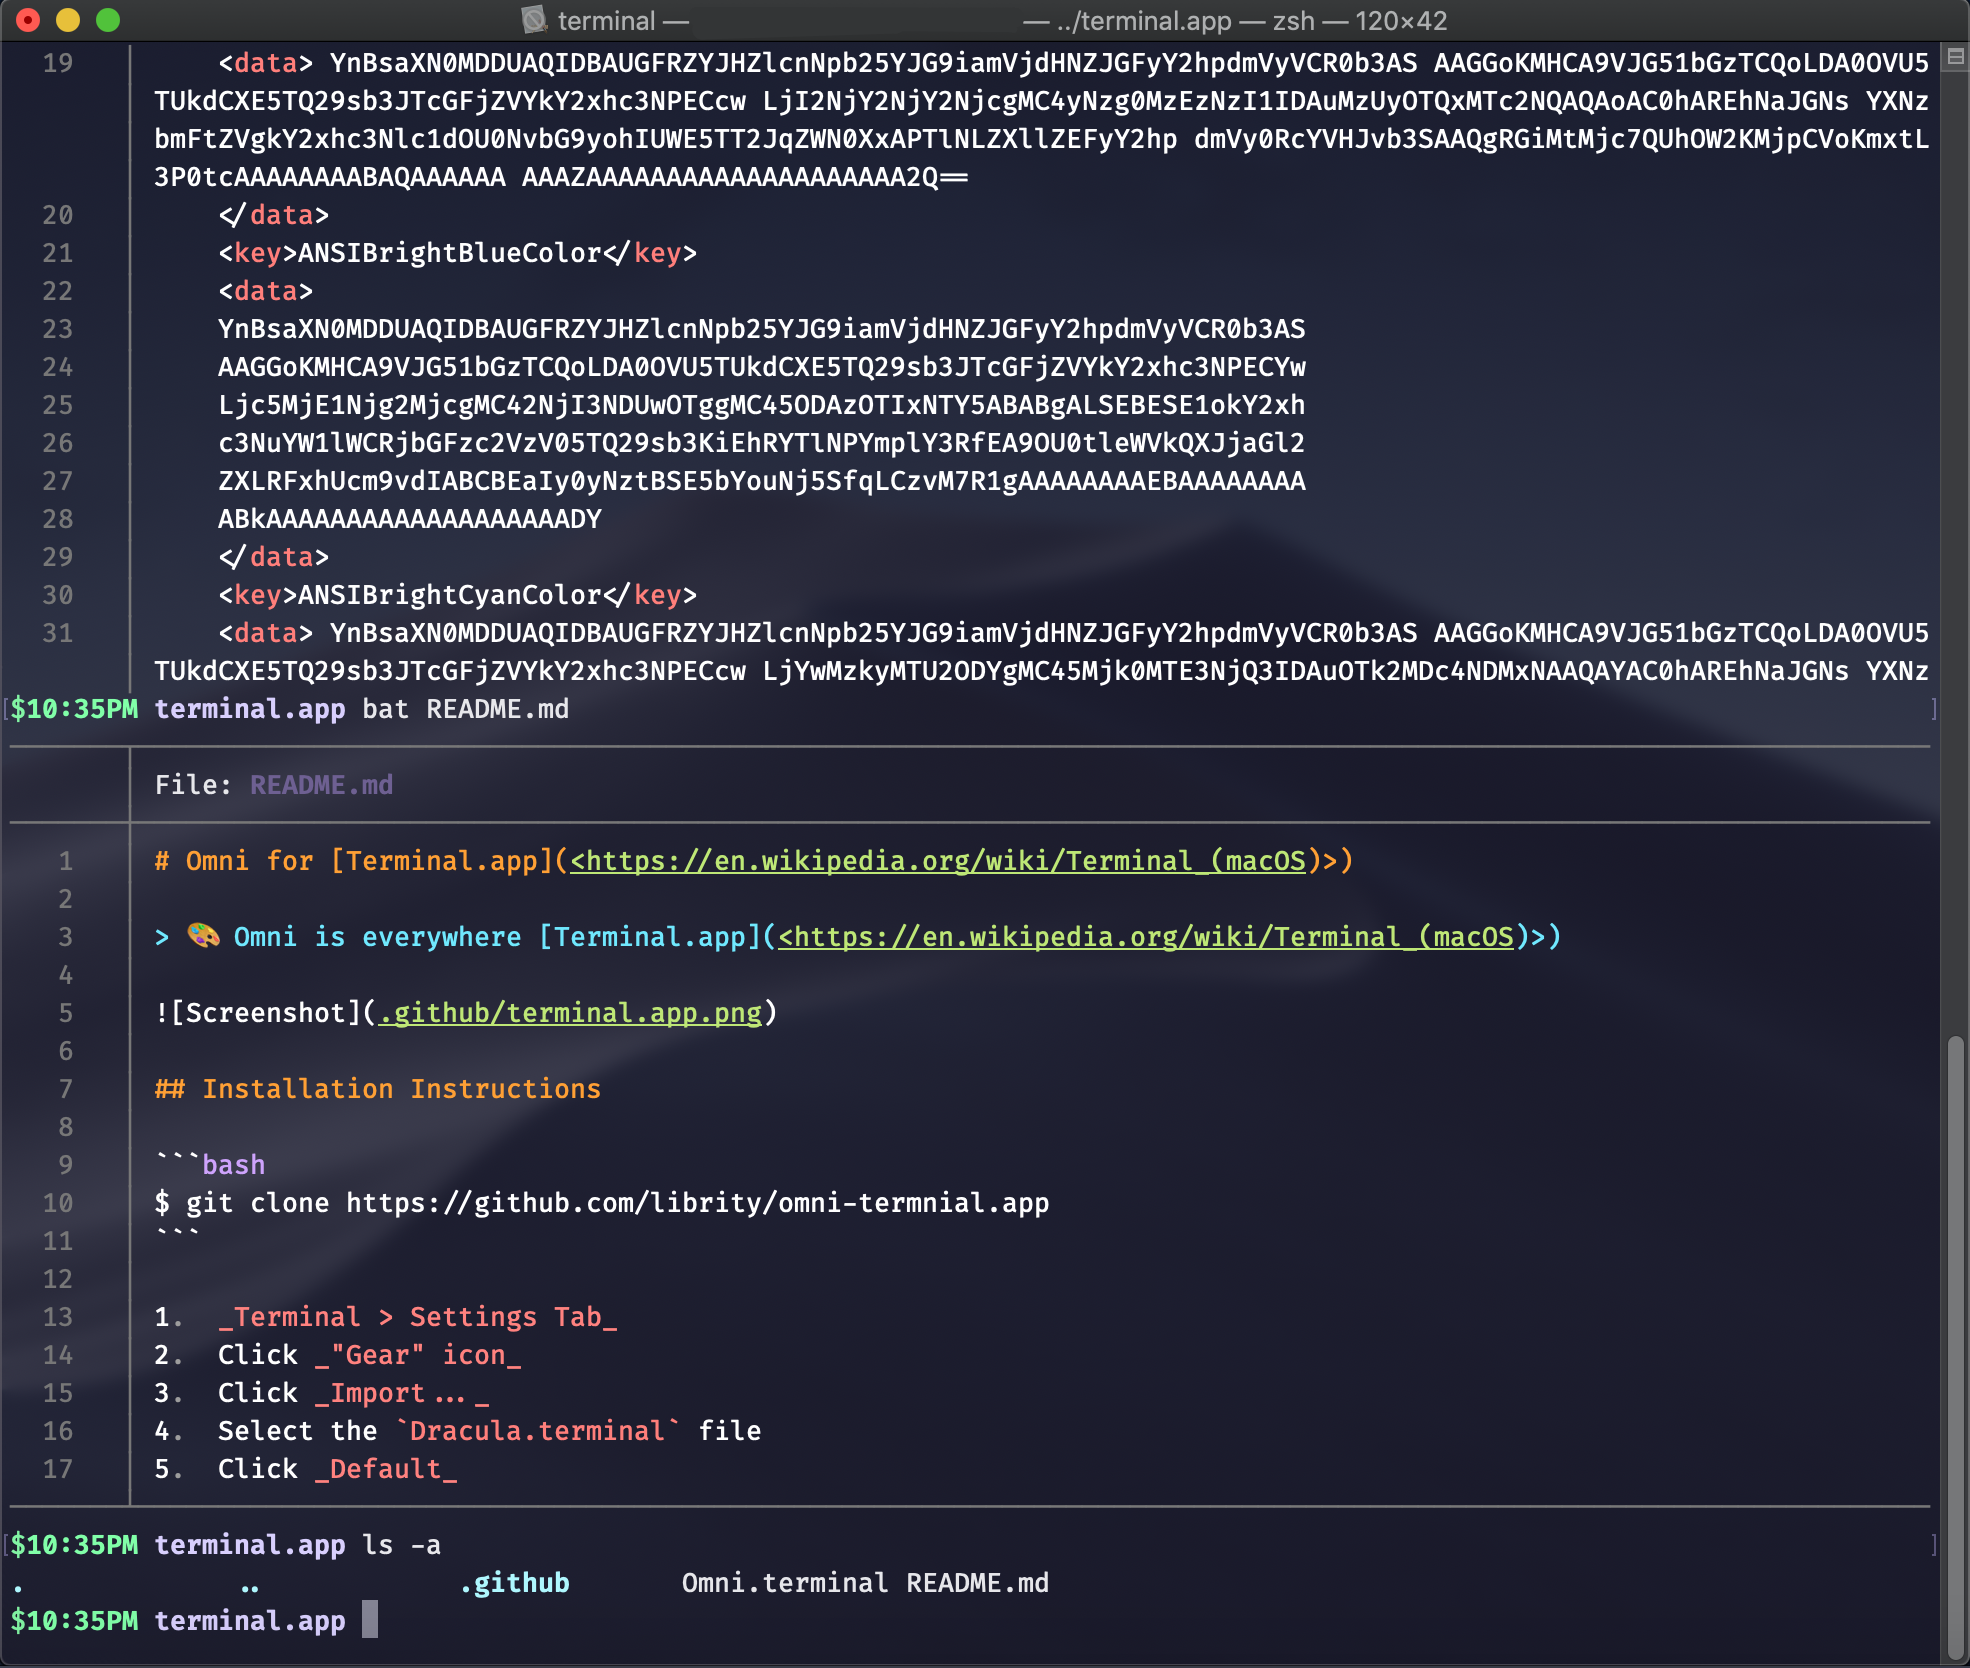 terminal — — ../terminal.app — zsh — 120×42
19 <data> YnBsaXN0MDDUAQIDBAUGFRZYJHZlcnNpb25YJG9iamVjdHNZJGFyY2hpdmVyVCR0b3AS AAGGoKMHCA9VJG51bGzTCQoLDA0OVU5
TUkdCXE5TQ29sb3JTcGFjZVYkY2xhc3NPECcw LjI2NjY2NjY2NjcgMC4yNzg0MzEzNzI1IDAuMzUyOTQxMTc2NQAQAoAC0hAREhNaJGNs YXNz
bmFtZVgkY2xhc3Nlc1dOU0NvbG9yohIUWE5TT2JqZWN0XxAPTlNLZXllZEFyY2hp dmVy0RcYVHJvb3SAAQgRGiMtMjc7QUhOW2KMjpCVoKmxtL
3P0tcAAAAAAAABAQAAAAAA AAAZAAAAAAAAAAAAAAAAAAAA2Q==
20 </data>
21 <key>ANSIBrightBlueColor</key>
22 <data>
23 YnBsaXN0MDDUAQIDBAUGFRZYJHZlcnNpb25YJG9iamVjdHNZJGFyY2hpdmVyVCR0b3AS
24 AAGGoKMHCA9VJG51bGzTCQoLDA0OVU5TUkdCXE5TQ29sb3JTcGFjZVYkY2xhc3NPECYw
25 Ljc5MjE1Njg2MjcgMC42NjI3NDUwOTggMC45ODAzOTIxNTY5ABABgALSEBESE1okY2xh
26 c3NuYW1lWCRjbGFzc2VzV05TQ29sb3KiEhRYTlNPYmplY3RfEA9OU0tleWVkQXJjaGl2
27 ZXLRFxhUcm9vdIABCBEaIy0yNztBSE5bYouNj5SfqLCzvM7R1gAAAAAAAAEBAAAAAAAA
28 ABkAAAAAAAAAAAAAAAAAAADY
29 </data>
30 <key>ANSIBrightCyanColor</key>
31 <data> YnBsaXN0MDDUAQIDBAUGFRZYJHZlcnNpb25YJG9iamVjdHNZJGFyY2hpdmVyVCR0b3AS AAGGoKMHCA9VJG51bGzTCQoLDA0OVU5
TUkdCXE5TQ29sb3JTcGFjZVYkY2xhc3NPECcw LjYwMzkyMTU2ODYgMC45Mjk0MTE3NjQ3IDAuOTk2MDc4NDMxNAAQAYAC0hAREhNaJGNs YXNz
[$10:35PM terminal.app bat README.md ]
File: README.md
1 # Omni for [Terminal.app](<https://en.wikipedia.org/wiki/Terminal_(macOS)>)
2
3 > 🎨 Omni is everywhere [Terminal.app](<https://en.wikipedia.org/wiki/Terminal_(macOS)>)
4
5 ![Screenshot](.github/terminal.app.png)
6
7 ## Installation Instructions
8
9 ```bash
10 $ git clone https://github.com/librity/omni-termnial.app
11 ```
12
13 1. _Terminal > Settings Tab_
14 2. Click _"Gear" icon_
15 3. Click _Import..._
16 4. Select the `Dracula.terminal` file
17 5. Click _Default_
[$10:35PM terminal.app ls -a ]
. .. .github Omni.terminal README.md
$10:35PM terminal.app